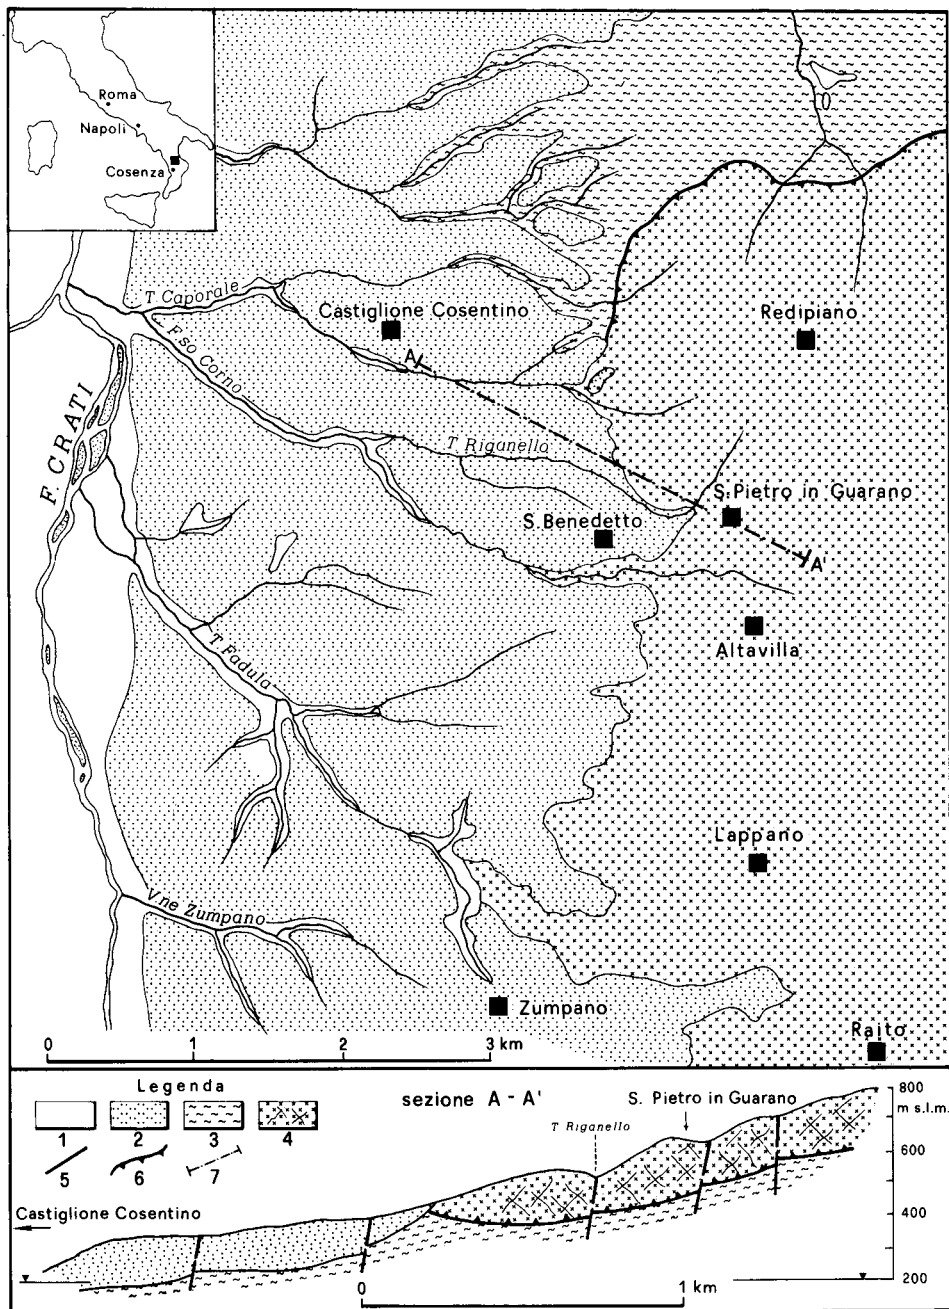 Roma
Napoli
Cosenza
T. Caporale
Castiglione Cosentino
Redipiano
F.so Corno
A
F. CRATI
T. Riganello
S. Pietro in Guarano
S. Benedetto
A'
Altavilla
T. Fadula
Lappano
V.ne Zumpano
Zumpano
Raito
0 1 2 3 km
Legenda
1 2 3 4
5 6 7
sezione A - A'
S. Pietro in Guarano
T. Riganello
Castiglione Cosentino
800
m s.l.m.
600
400
200
0 1 km